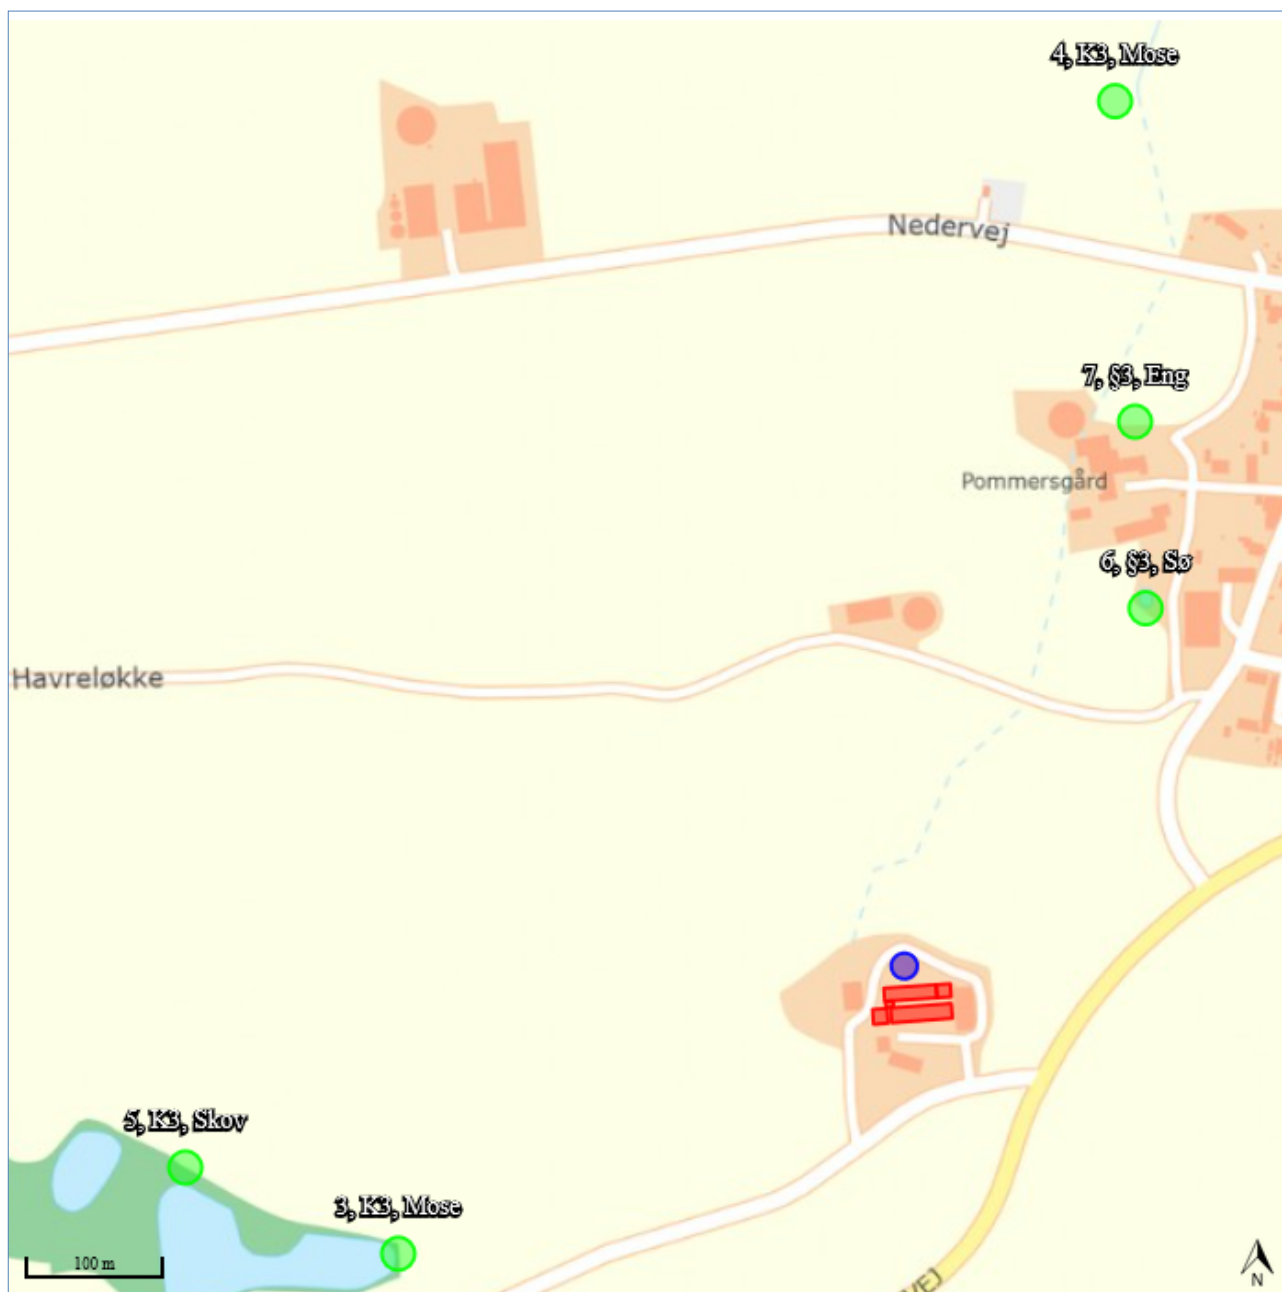 4, K3, Mose
Nedervej
7, §3, Eng
Pommersgård
6, §3, Sø
Havreløkke
5, K3, Skov
3, K3, Mose
100 m
VEJ
N